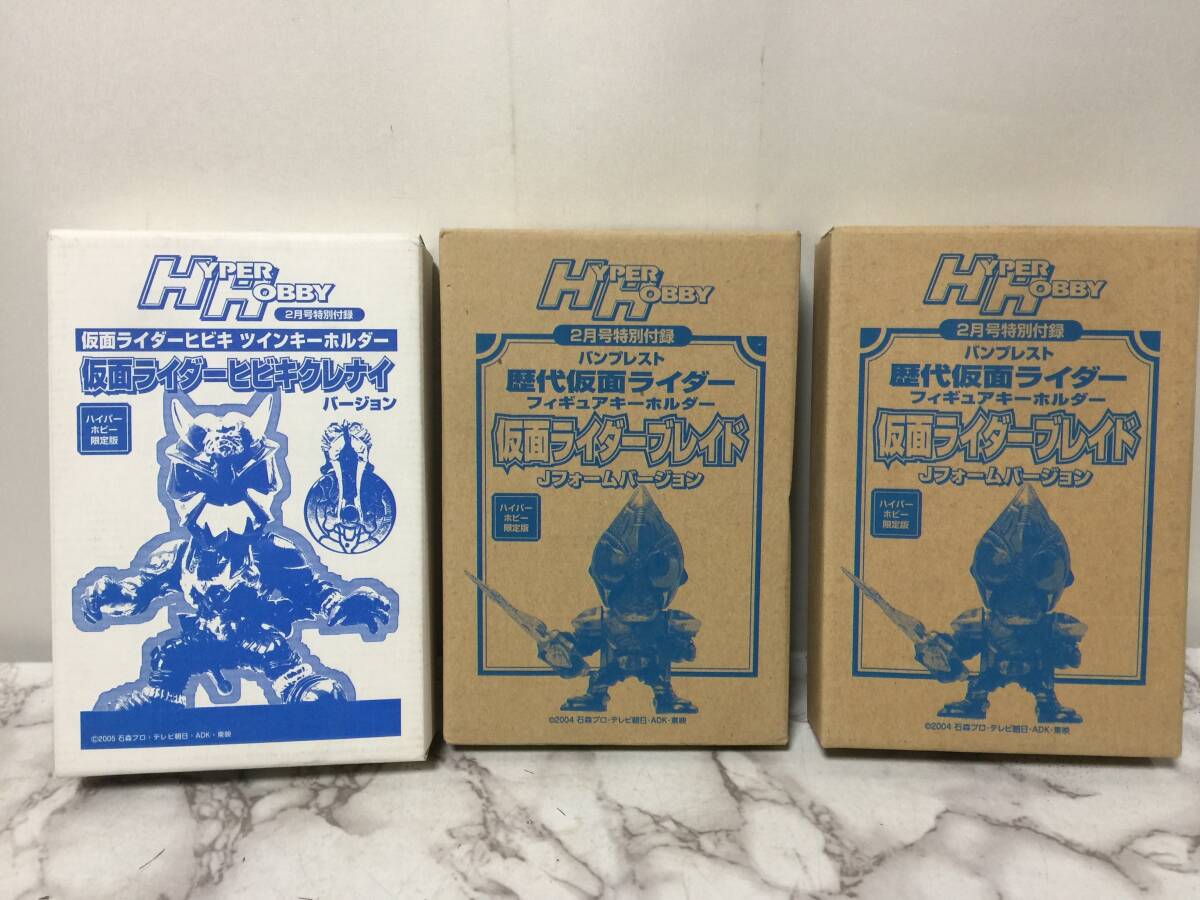 HYPER HOBBY
2月号特別付録
仮面ライダーヒビキ ツインキーホルダー
仮面ライダーヒビキクレナイ
バージョン
ハイパー
ホビー
限定版
©2005 石森プロ・テレビ朝日・ADK・東映
HYPER HOBBY
2月号特別付録
バンプレスト
歴代仮面ライダー
フィギュアキーホルダー
仮面ライダーブレイド
Jフォームバージョン
ハイパー
ホビー
限定版
©2004 石森プロ・テレビ朝日・ADK・東映
HYPER HOBBY
2月号特別付録
バンプレスト
歴代仮面ライダー
フィギュアキーホルダー
仮面ライダーブレイド
Jフォームバージョン
ハイパー
ホビー
限定版
©2004 石森プロ・テレビ朝日・ADK・東映